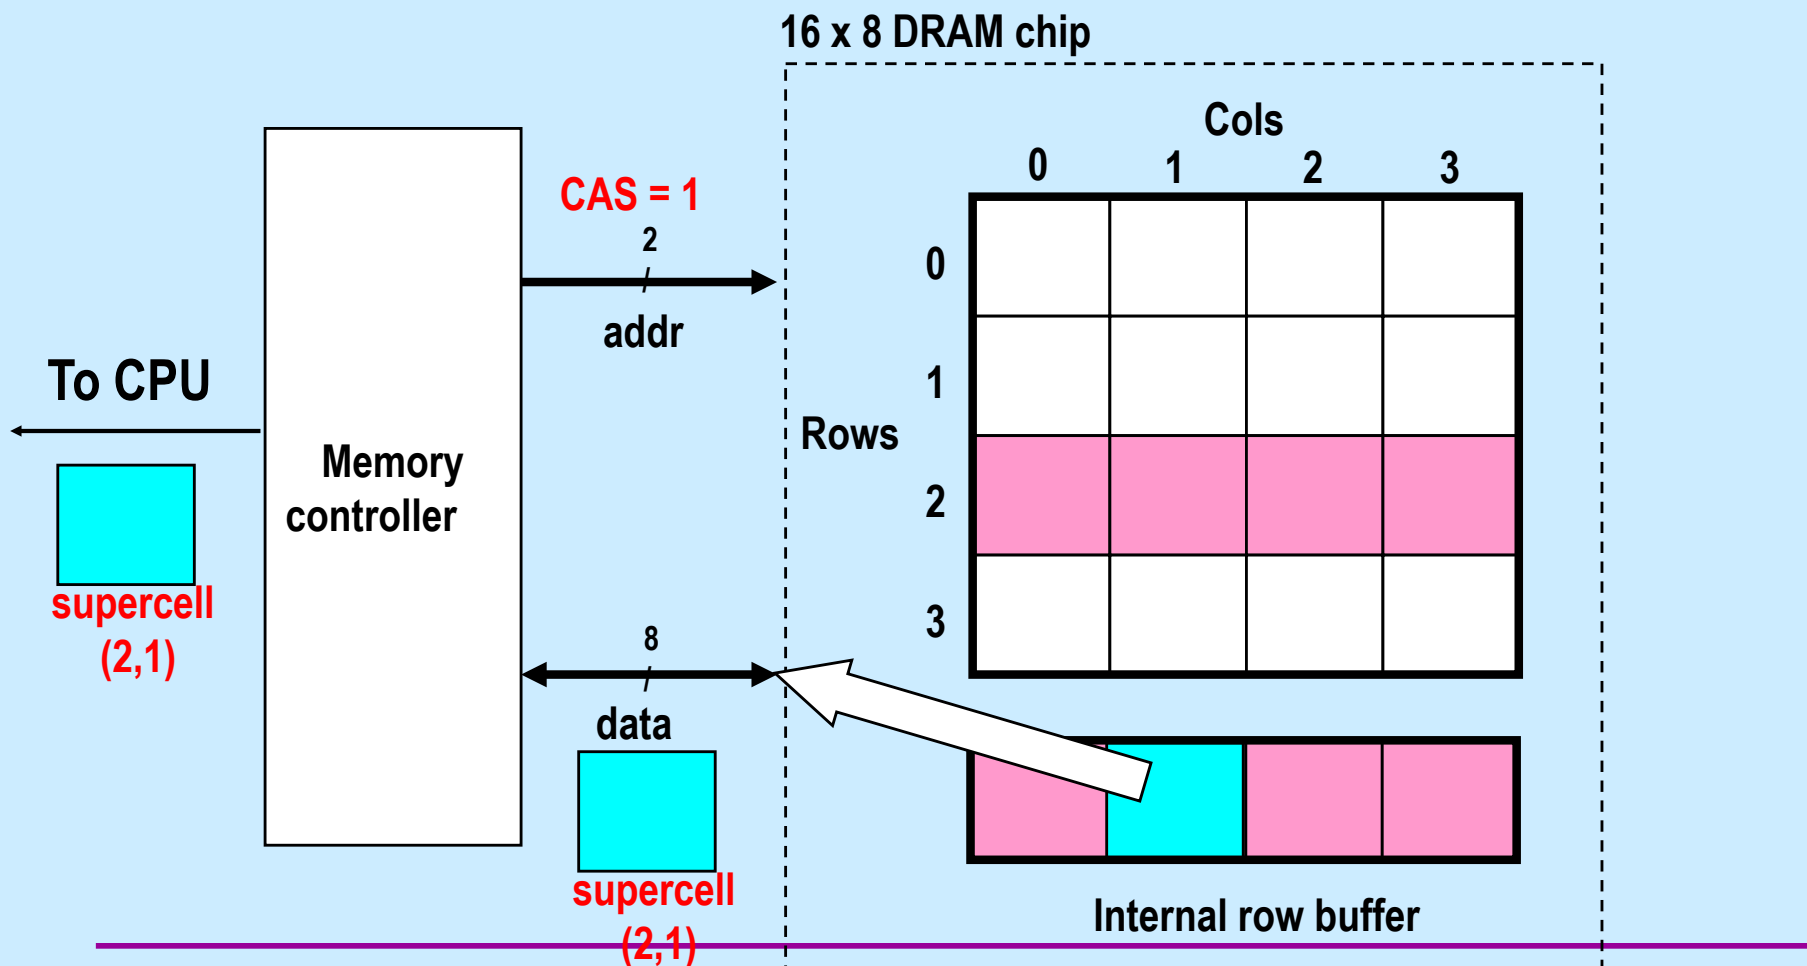 16 x 8 DRAM chip
Cols
0 1 2 3
CAS = 1
2
addr
0
1
Rows
2
3
To CPU
Memory
controller
supercell
(2,1)
8
data
supercell
(2,1)
Internal row buffer